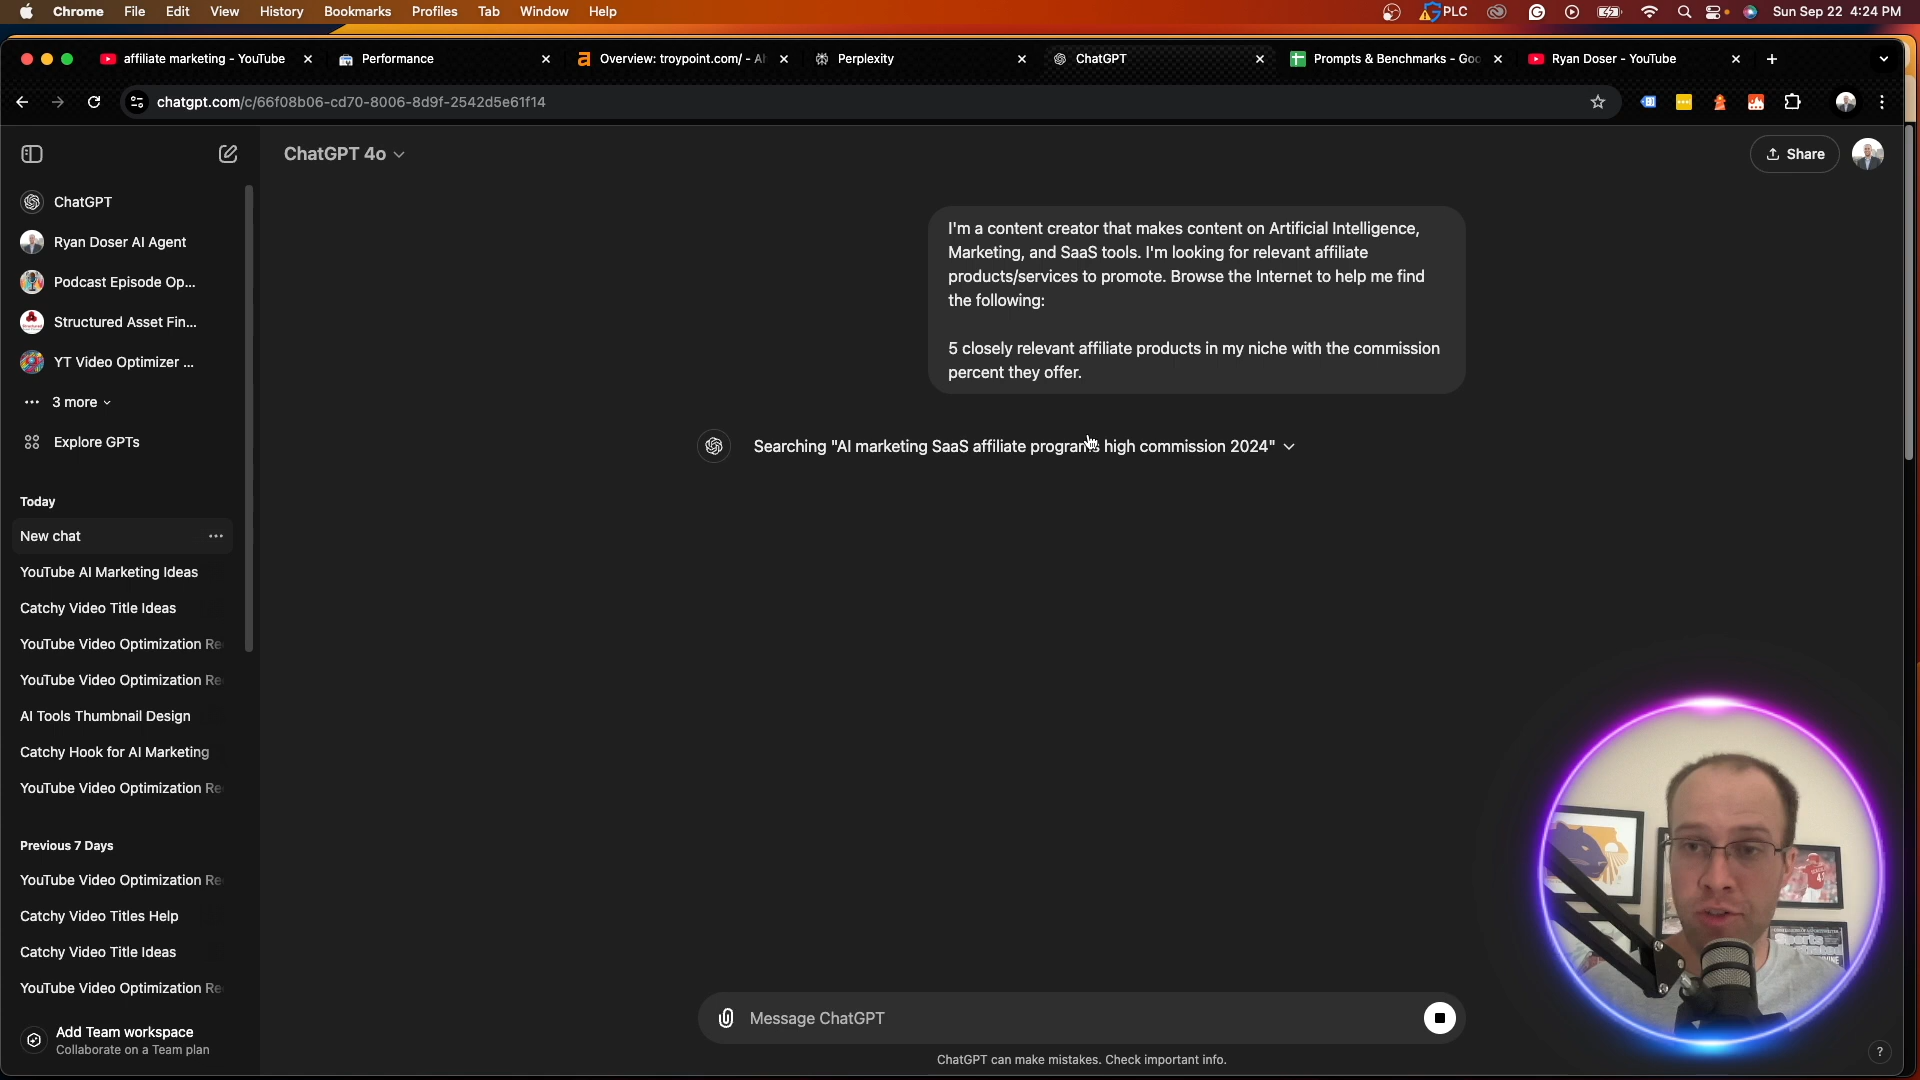 Chrome File Edit View History Bookmarks Profiles Tab Window Help PLC Sun Sep 22 4:24 PM
affiliate marketing - YouTube Performance Overview: troypoint.com/ - Ah Perplexity ChatGPT Prompts & Benchmarks - Goo Ryan Doser - YouTube
chatgpt.com/c/66f08b06-cd70-8006-8d9f-2542d5e61f14
ChatGPT 4o
Share
ChatGPT
Ryan Doser AI Agent
Podcast Episode Op...
Structured Asset Fin...
YT Video Optimizer ...
3 more
Explore GPTs
Today
New chat
YouTube AI Marketing Ideas
Catchy Video Title Ideas
YouTube Video Optimization Re
YouTube Video Optimization Re
AI Tools Thumbnail Design
Catchy Hook for AI Marketing
YouTube Video Optimization Re
Previous 7 Days
YouTube Video Optimization Re
Catchy Video Titles Help
Catchy Video Title Ideas
YouTube Video Optimization Re
Add Team workspace
Collaborate on a Team plan
I'm a content creator that makes content on Artificial Intelligence,
Marketing, and SaaS tools. I'm looking for relevant affiliate
products/services to promote. Browse the Internet to help me find
the following:
5 closely relevant affiliate products in my niche with the commission
percent they offer.
Searching "AI marketing SaaS affiliate programs high commission 2024"
Message ChatGPT
ChatGPT can make mistakes. Check important info.
?